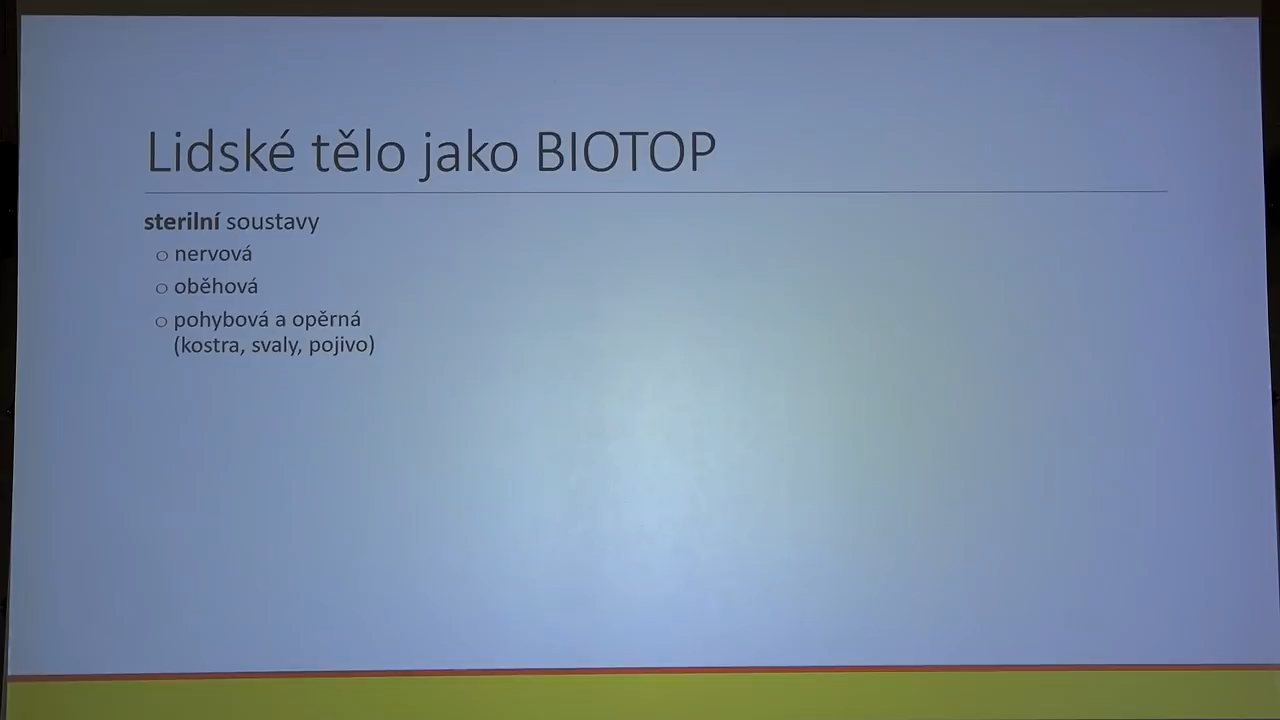 Lidské tělo jako BIOTOP
sterilní soustavy
o nervová
o oběhová
o pohybová a opěrná
(kostra, svaly, pojivo)